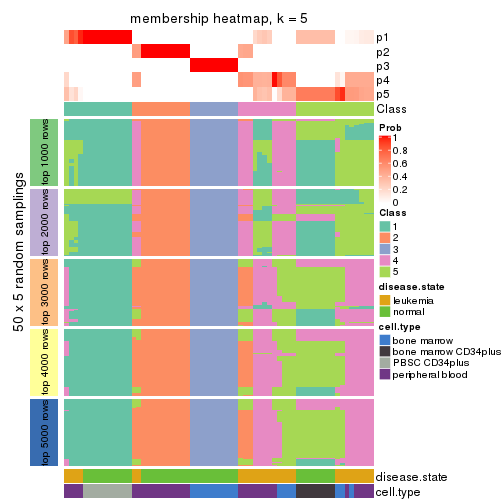 membership heatmap, k = 5
p1
p2
p3
p4
p5
Class
50 x 5 random samplings
top 1000 rows
top 2000 rows
top 3000 rows
top 4000 rows
top 5000 rows
Prob
1
0.8
0.6
0.4
0.2
0
Class
1
2
3
4
5
disease.state
leukemia
normal
cell.type
bone marrow
bone marrow CD34plus
PBSC CD34plus
peripheral blood
disease.state
cell.type